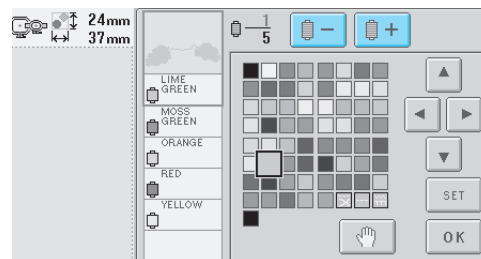 24mm
37mm
1
5
−
+
LIME
GREEN
MOSS
GREEN
ORANGE
RED
YELLOW
SET
OK